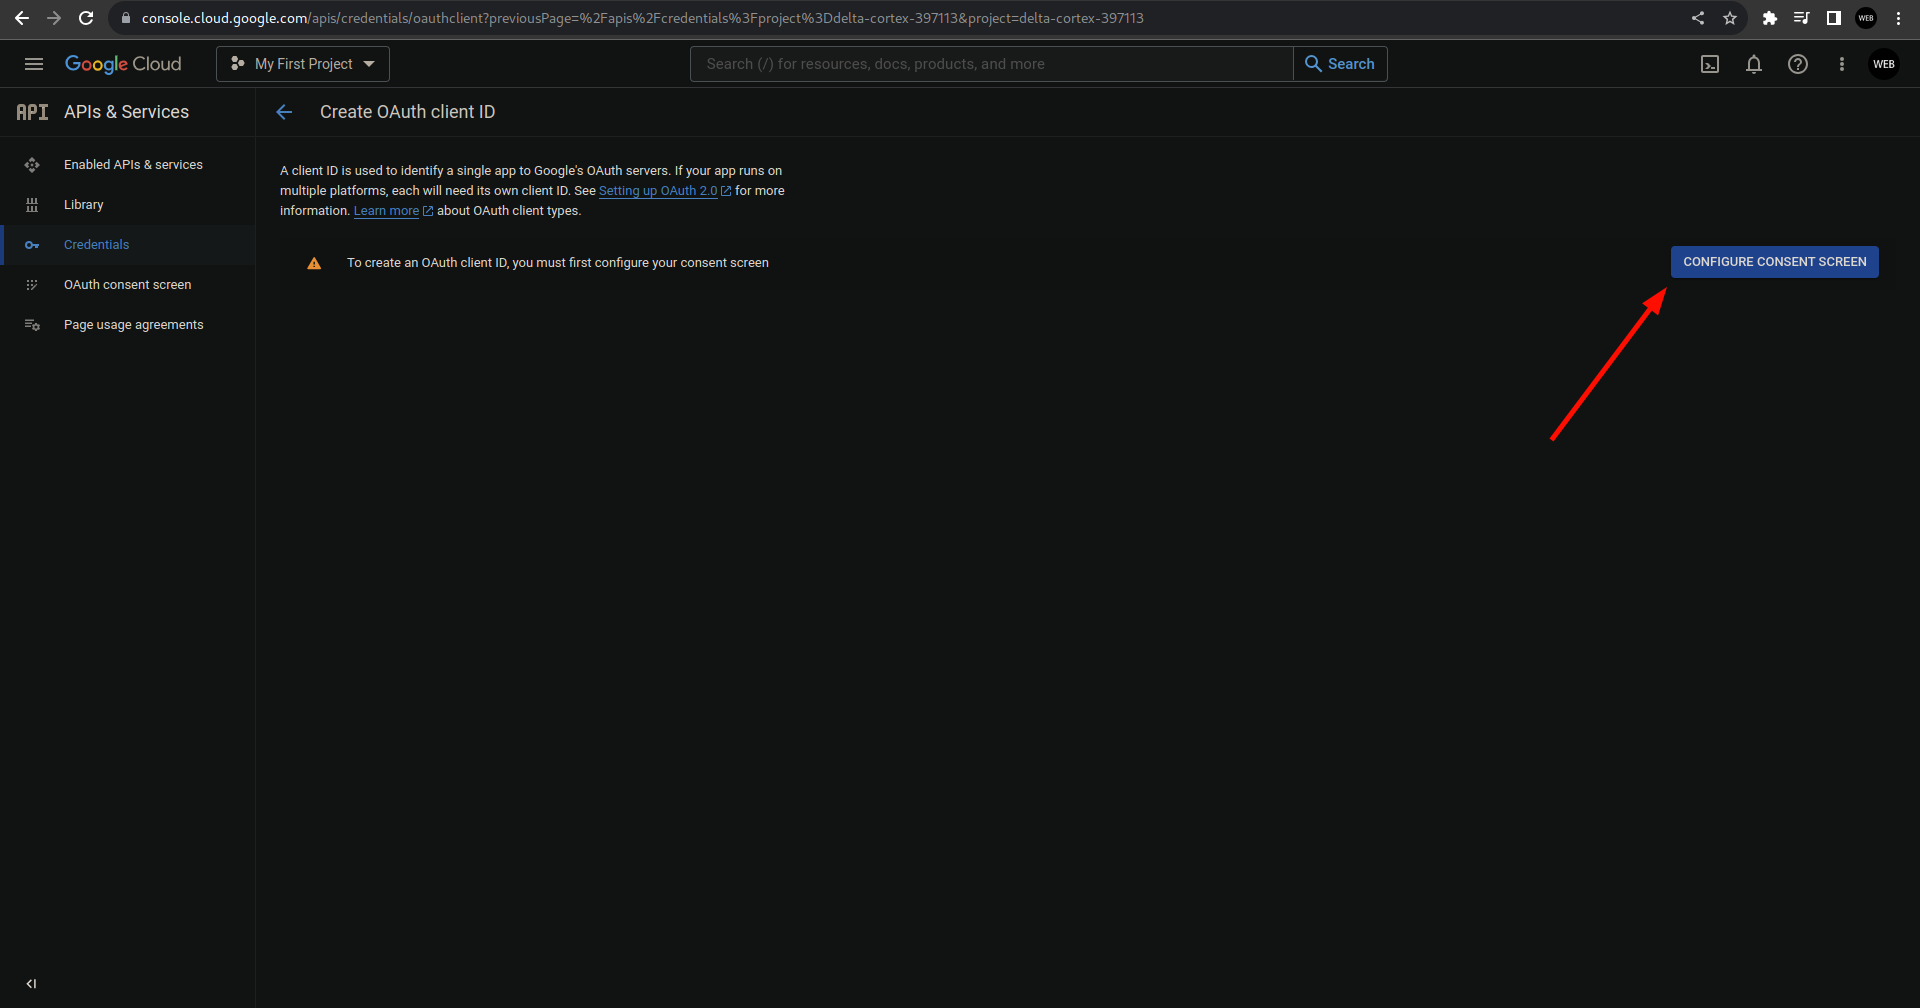 console.cloud.google.com/apis/credentials/oauthclient?previousPage=%2Fapis%2Fcredentials%3Fproject%3Ddelta-cortex-397113&project=delta-cortex-397113
WEB
Google Cloud
My First Project
Search (/) for resources, docs, products, and more
Search
WEB
API
APIs & Services
Create OAuth client ID
Enabled APIs & services
Library
Credentials
OAuth consent screen
Page usage agreements
A client ID is used to identify a single app to Google's OAuth servers. If your app runs on
multiple platforms, each will need its own client ID. See Setting up OAuth 2.0 for more
information. Learn more about OAuth client types.
To create an OAuth client ID, you must first configure your consent screen
CONFIGURE CONSENT SCREEN